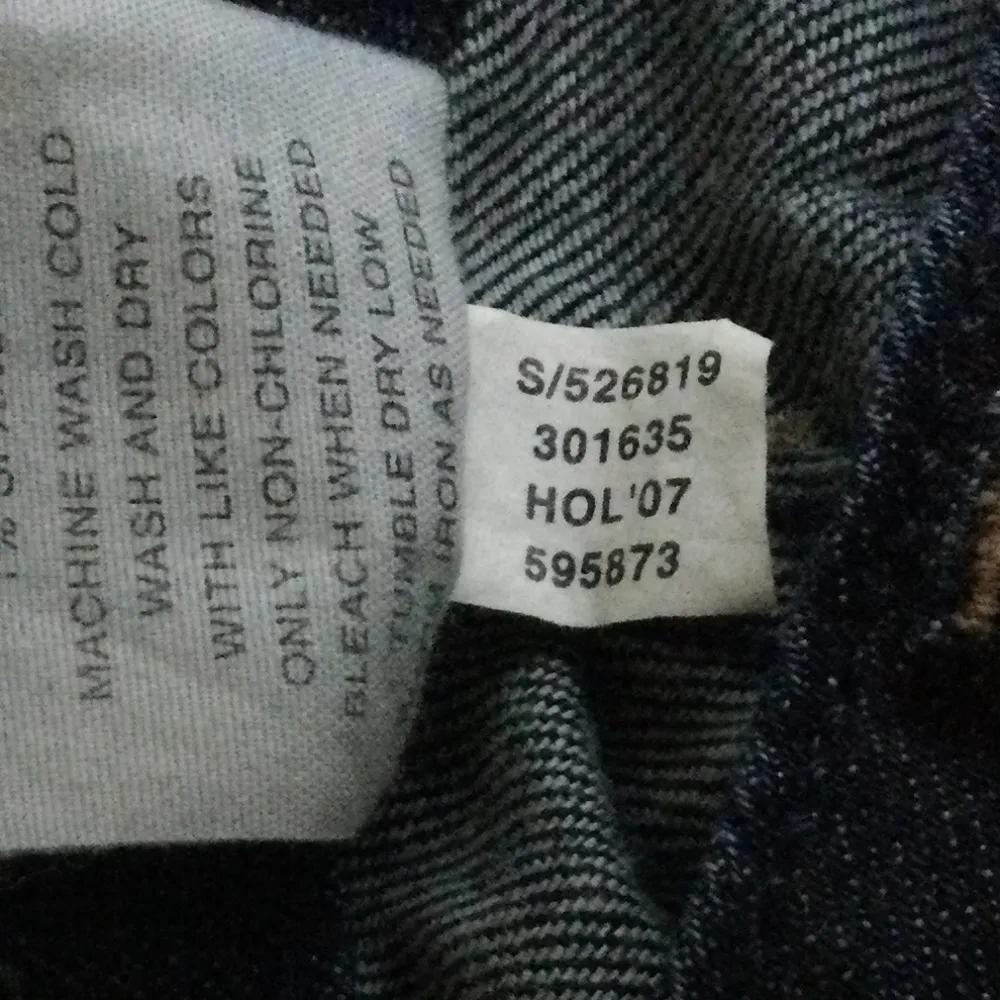 MACHINE WASH COLD
WASH AND DRY
WITH LIKE COLORS
ONLY NON-CHLORINE
BLEACH WHEN NEEDED
TUMBLE DRY LOW
IRON AS NEEDED
S/526819
301635
HOL'07
595873